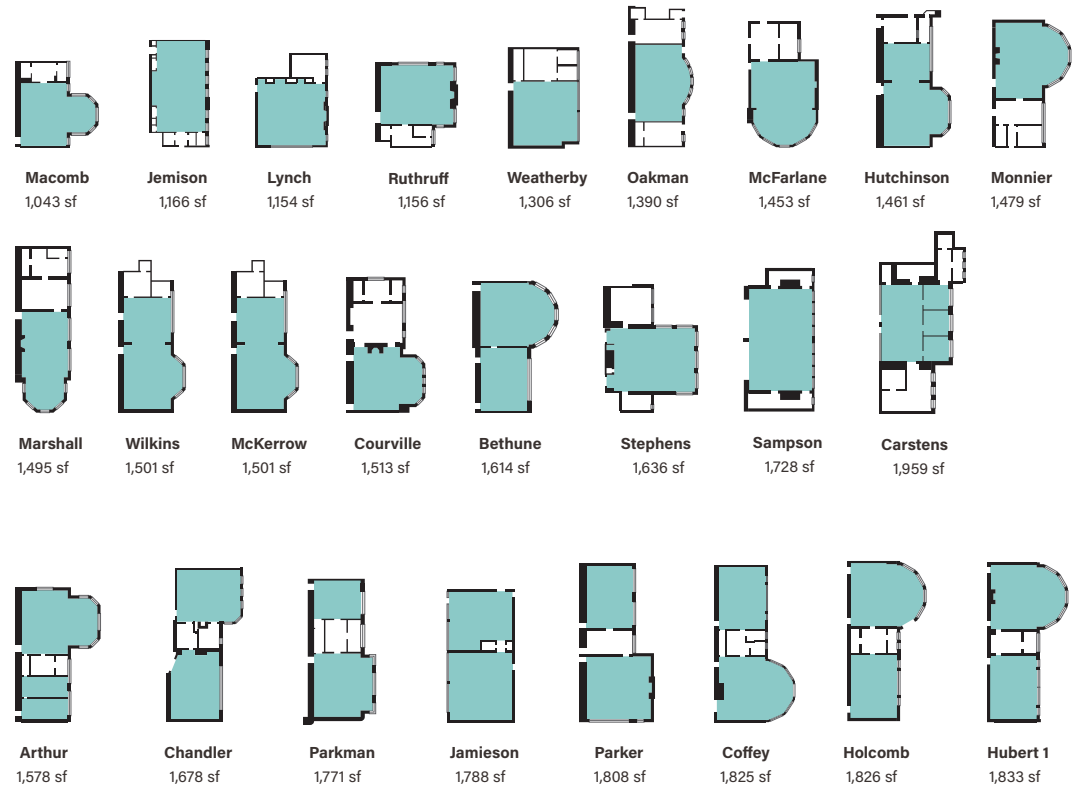 Macomb Jemison Lynch Ruthruff Weatherby Oakman McFarlane Hutchinson Monnier
1,043 sf 1,166 sf 1,154 sf 1,156 sf 1,306 sf 1,390 sf 1,453 sf 1,461 sf 1,479 sf
Marshall Wilkins McKerrow Courville Bethune Stephens Sampson Carstens
1,495 sf 1,501 sf 1,501 sf 1,513 sf 1,614 sf 1,636 sf 1,728 sf 1,959 sf
Arthur Chandler Parkman Jamieson Parker Coffey Holcomb Hubert 1
1,578 sf 1,678 sf 1,771 sf 1,788 sf 1,808 sf 1,825 sf 1,826 sf 1,833 sf